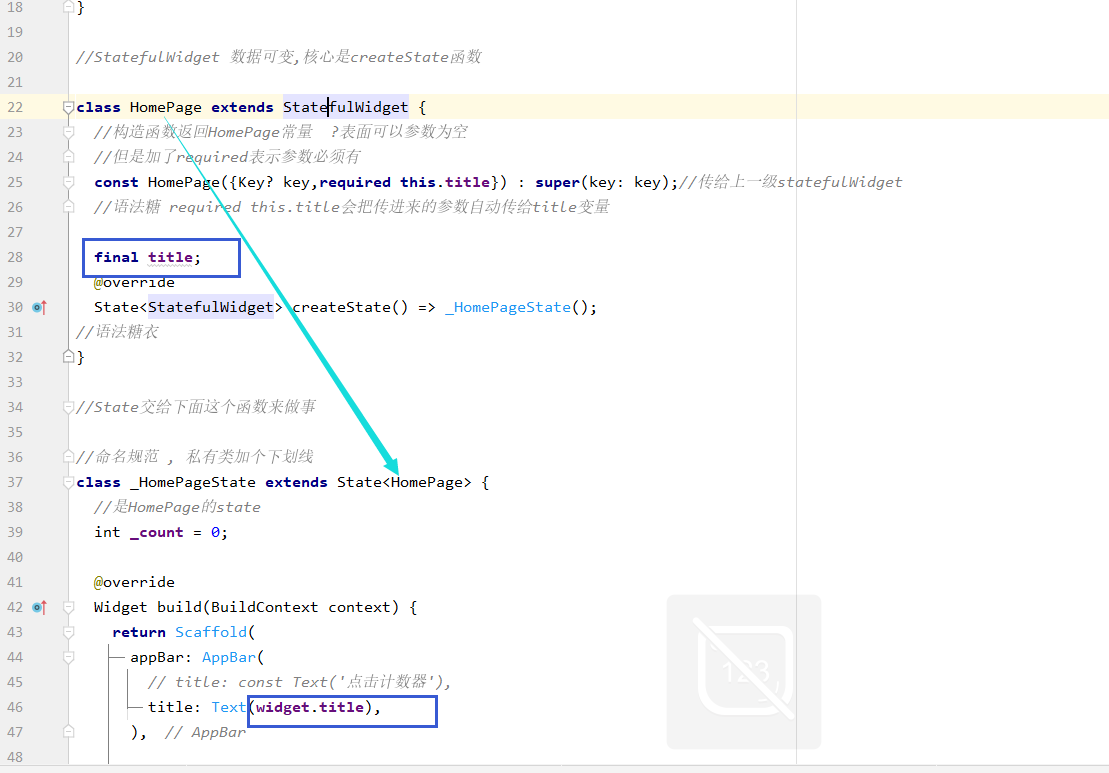 18 }
19
20 //StatefulWidget 数据可变,核心是createState函数
21
22 class HomePage extends StatefulWidget {
23 //构造函数返回HomePage常量 ?表面可以参数为空
24 //但是加了required表示参数必须有
25 const HomePage({Key? key,required this.title}) : super(key: key);//传给上一级statefulWidget
26 //语法糖 required this.title会把传进来的参数自动传给title变量
27
28 final title;
29 @override
30 State<StatefulWidget> createState() => _HomePageState();
31 //语法糖衣
32 }
33
34 //State交给下面这个函数来做事
35
36 //命名规范 , 私有类加个下划线
37 class _HomePageState extends State<HomePage> {
38 //是HomePage的state
39 int _count = 0;
40
41 @override
42 Widget build(BuildContext context) {
43 return Scaffold(
44 appBar: AppBar(
45 // title: const Text('点击计数器'),
46 title: Text(widget.title),
47 ), // AppBar
48
123